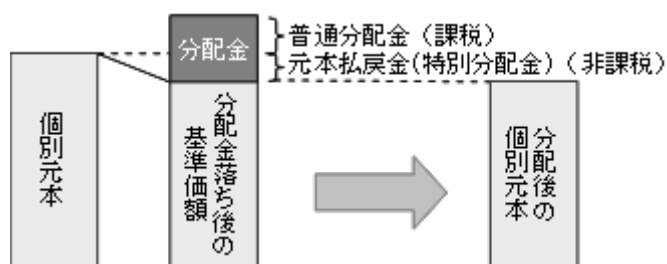 普通分配金（課税）
分配金
元本払戻金(特別分配金)（非課税）
個別元本
分配金落ち後の
基準価額
分配後の
個別元本